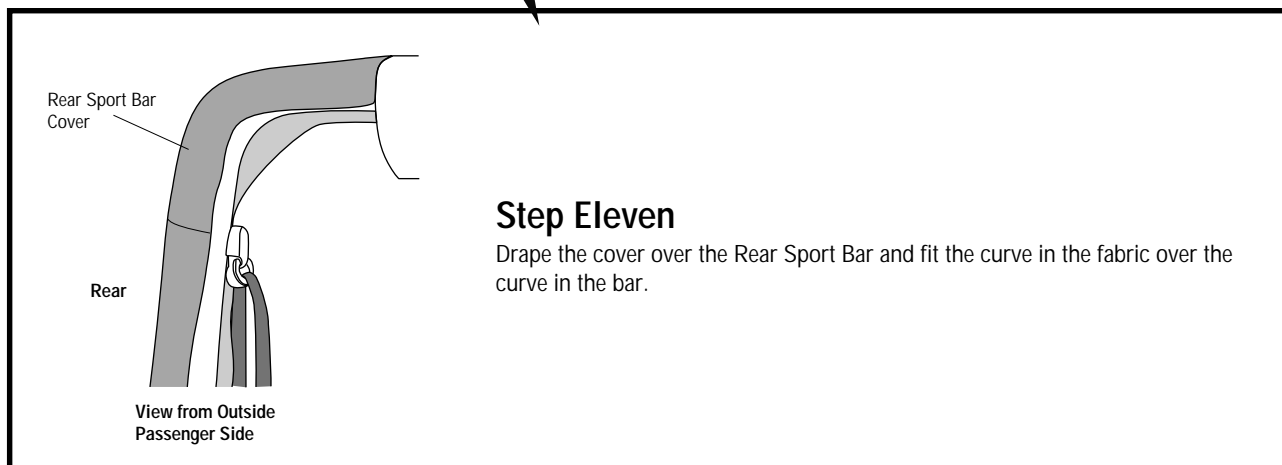 Rear Sport Bar
Cover
Rear
View from Outside
Passenger Side
Step Eleven
Drape the cover over the Rear Sport Bar and fit the curve in the fabric over the
curve in the bar.